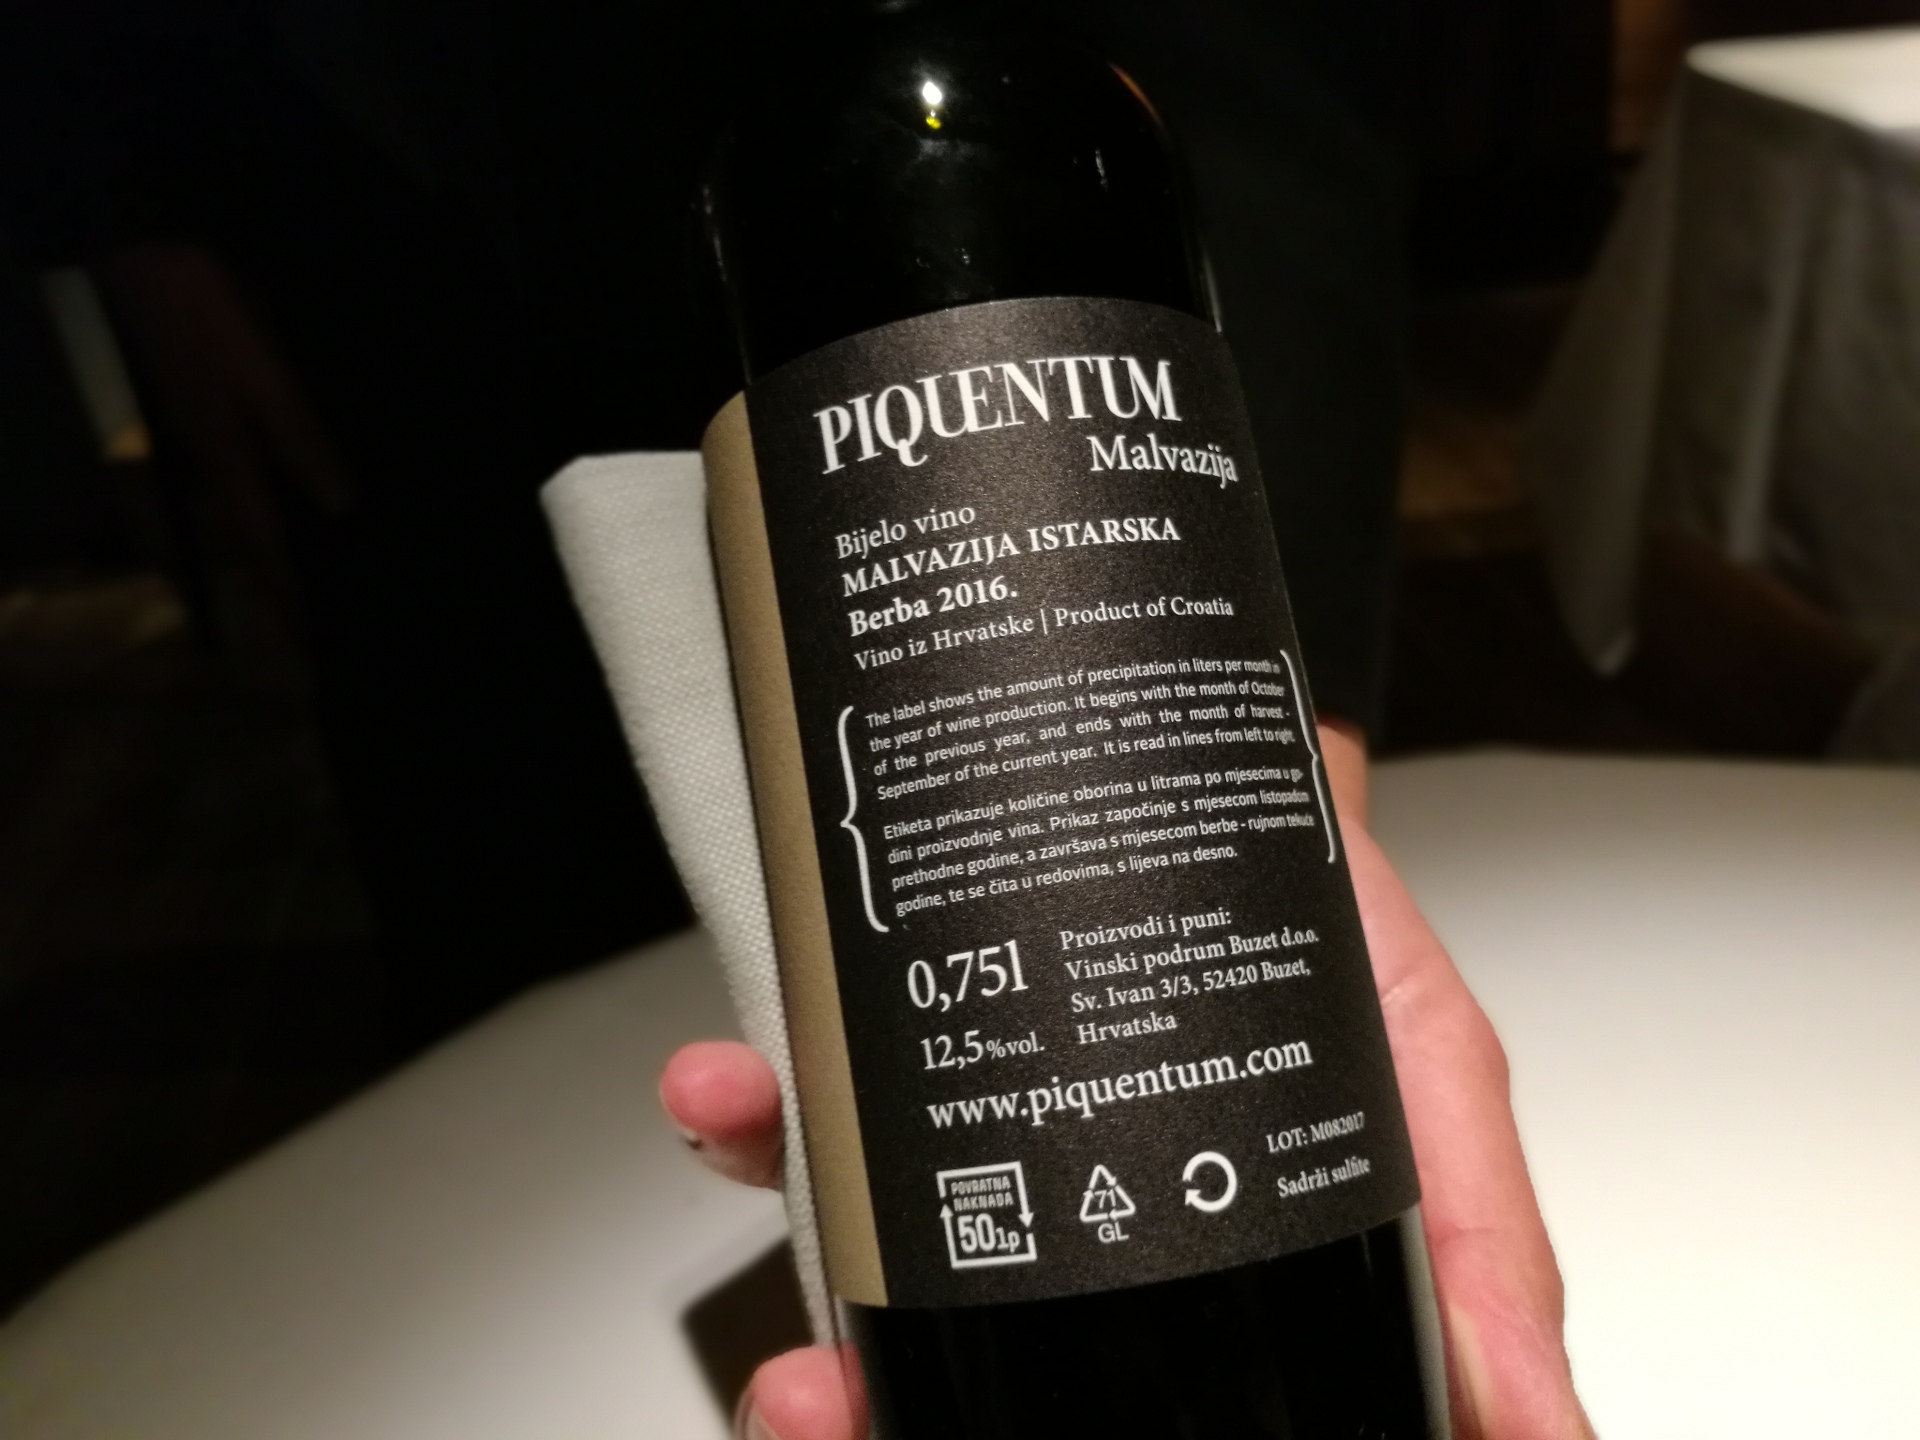 PIQUENTUM
Malvazija
Bijelo vino
MALVAZIJA ISTARSKA
Berba 2016.
Vino iz Hrvatske | Product of Croatia
The label shows the amount of precipitation in liters per month in
the year of wine production. It begins with the month of October
of the previous year, and ends with the month of harvest -
September of the current year. It is read in lines from left to right.
Etiketa prikazuje količine oborina u litrama po mjesecima u go-
dini proizvodnje vina. Prikaz započinje s mjesecom listopadom
prethodne godine, a završava s mjesecom berbe - rujnom tekuće
godine, te se čita u redovima, s lijeva na desno.
0,75l
12,5%vol.
Proizvodi i puni:
Vinski podrum Buzet d.o.o.
Sv. Ivan 3/3, 52420 Buzet,
Hrvatska
www.piquentum.com
POVRATNA
NAKNADA
50lp
71
GL
LOT: M082017
Sadrži sulfite